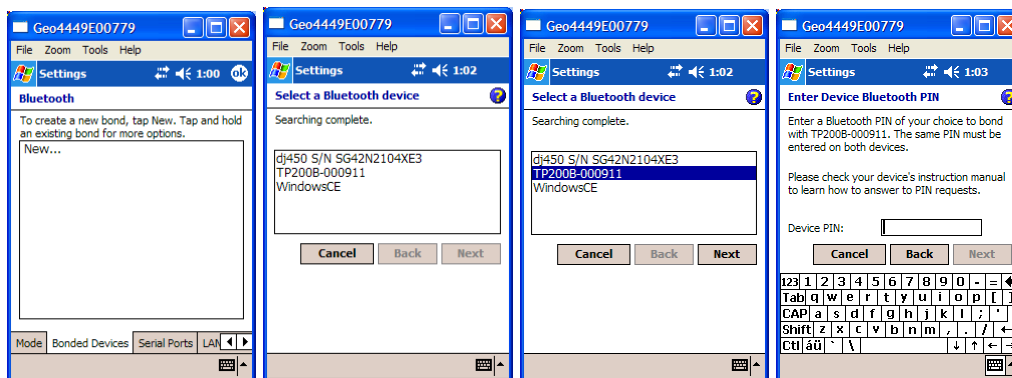 Geo4449E00779
File Zoom Tools Help
Settings 1:00 ok
Bluetooth
To create a new bond, tap New. Tap and hold
an existing bond for more options.
New...
Mode Bonded Devices Serial Ports LAN
Geo4449E00779
File Zoom Tools Help
Settings 1:02
Select a Bluetooth device ?
Searching complete.
dj450 S/N SG42N2104XE3
TP200B-000911
WindowsCE
Cancel Back Next
Geo4449E00779
File Zoom Tools Help
Settings 1:02
Select a Bluetooth device ?
Searching complete.
dj450 S/N SG42N2104XE3
TP200B-000911
WindowsCE
Cancel Back Next
Geo4449E00779
File Zoom Tools Help
Settings 1:03
Enter Device Bluetooth PIN ?
Enter a Bluetooth PIN of your choice to bond
with TP200B-000911. The same PIN must be
entered on both devices.
Please check your device's instruction manual
to learn how to answer to PIN requests.
Device PIN:
Cancel Back Next
123 1 2 3 4 5 6 7 8 9 0 - =
Tab q w e r t y u i o p [ ]
CAP a s d f g h j k l ; '
Shift z x c v b n m , . / ←
Ctl áü ` \ ↓ ↑ ← →